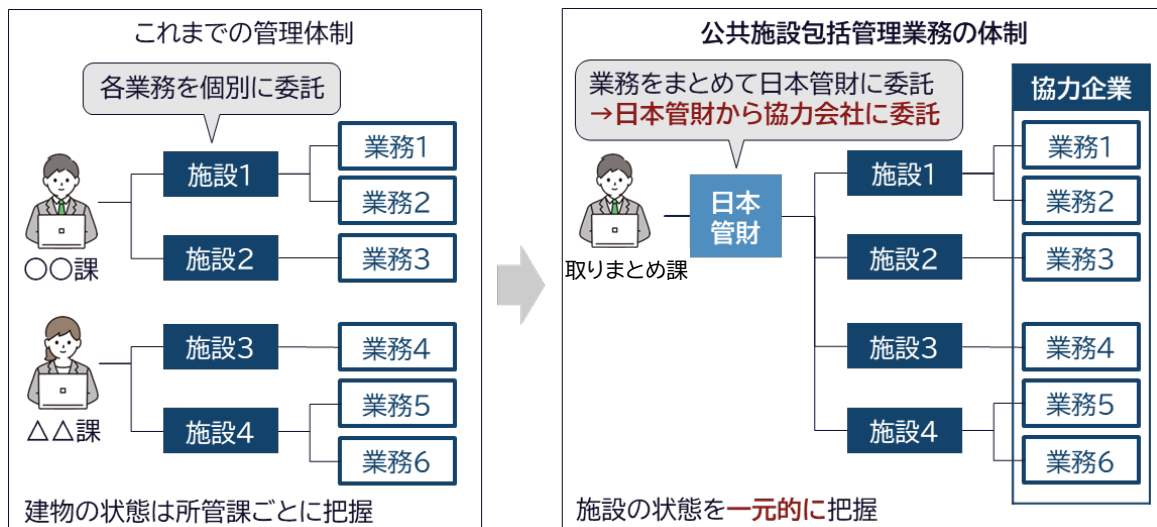 これまでの管理体制
各業務を個別に委託
施設1
業務1
業務2
施設2
業務3
〇〇課
施設3
業務4
施設4
業務5
業務6
△△課
建物の状態は所管課ごとに把握
公共施設包括管理業務の体制
業務をまとめて日本管財に委託
→日本管財から協力会社に委託
協力企業
取りまとめ課
日本
管財
施設1
業務1
業務2
施設2
業務3
施設3
業務4
施設4
業務5
業務6
施設の状態を一元的に把握